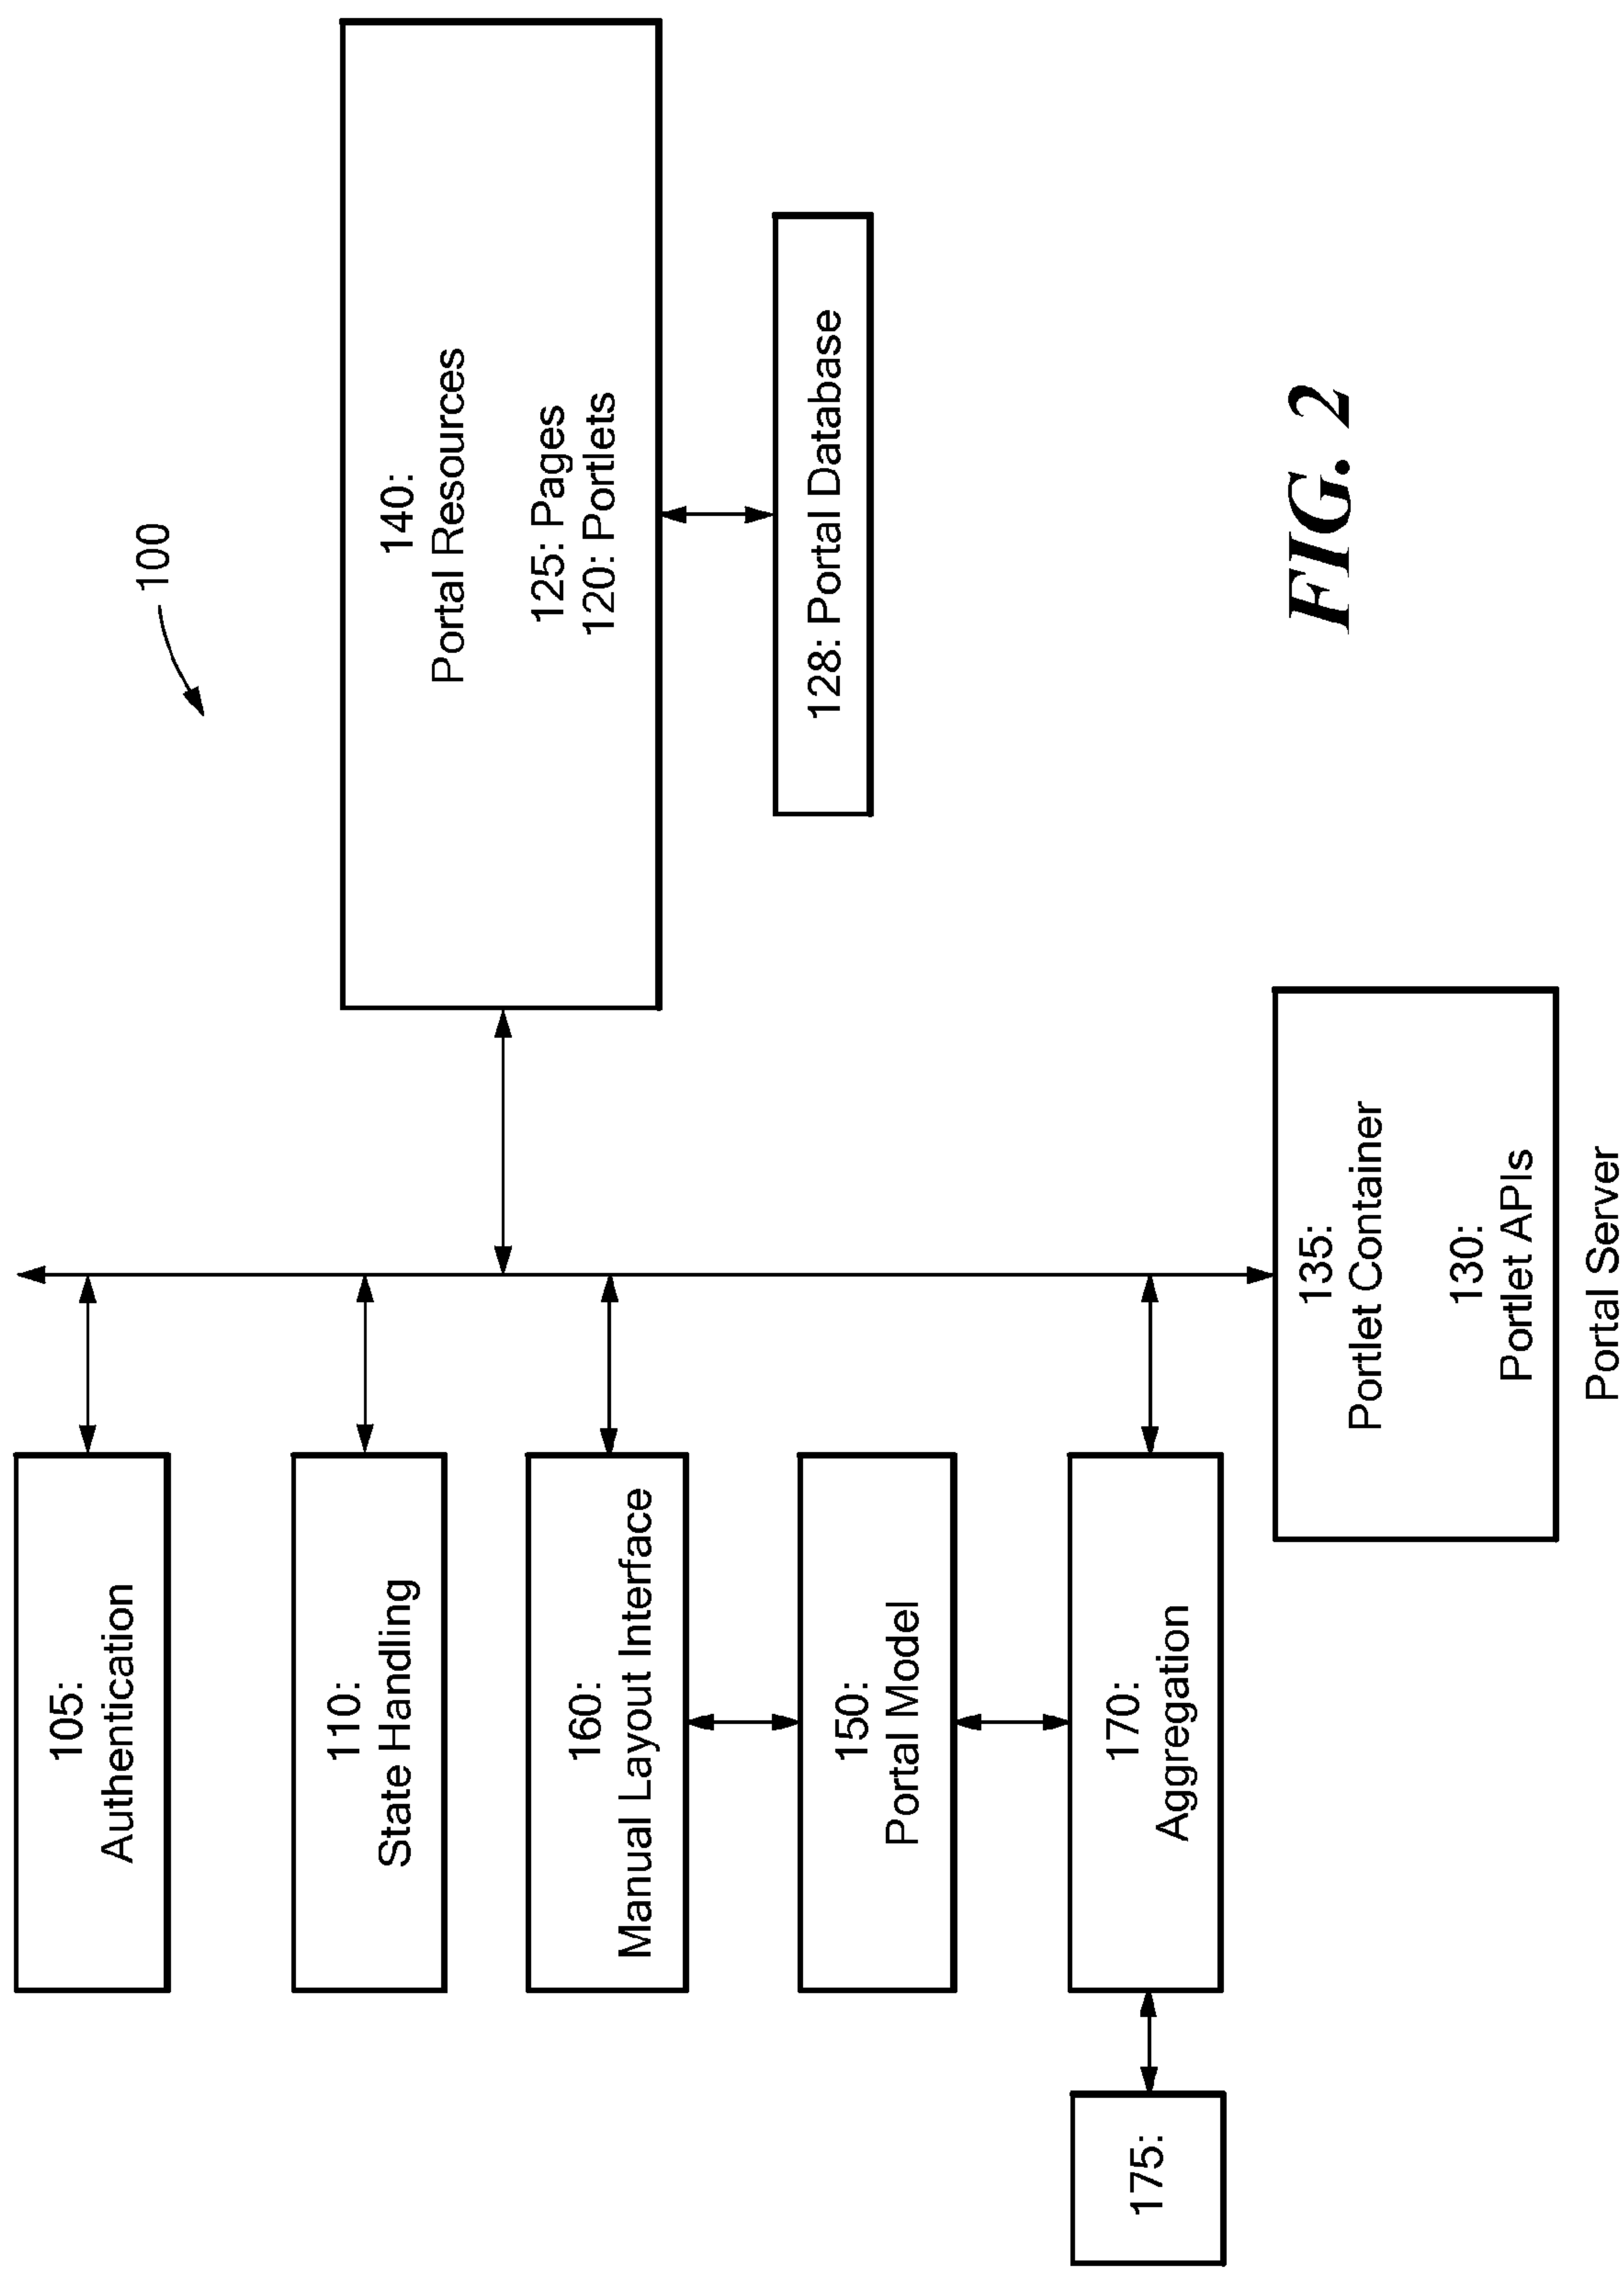 100
105:
Authentication
110:
State Handling
160:
Manual Layout Interface
150:
Portal Model
170:
Aggregation
175:
140:
Portal Resources
125: Pages
120: Portlets
128: Portal Database
135:
Portlet Container
130:
Portlet APIs
Portal Server
FIG. 2